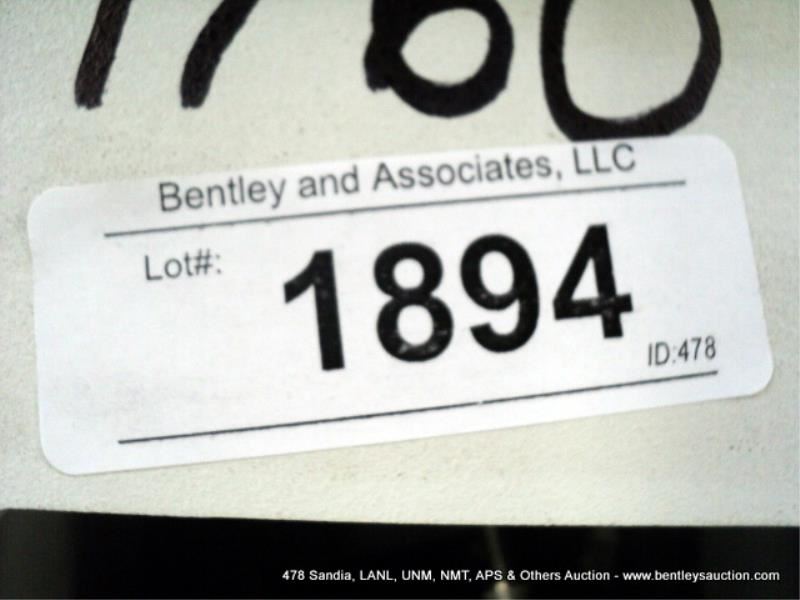 Bentley and Associates, LLC
Lot#:
1894
ID:478
478 Sandia, LANL, UNM, NMT, APS & Others Auction - www.bentleysauction.com